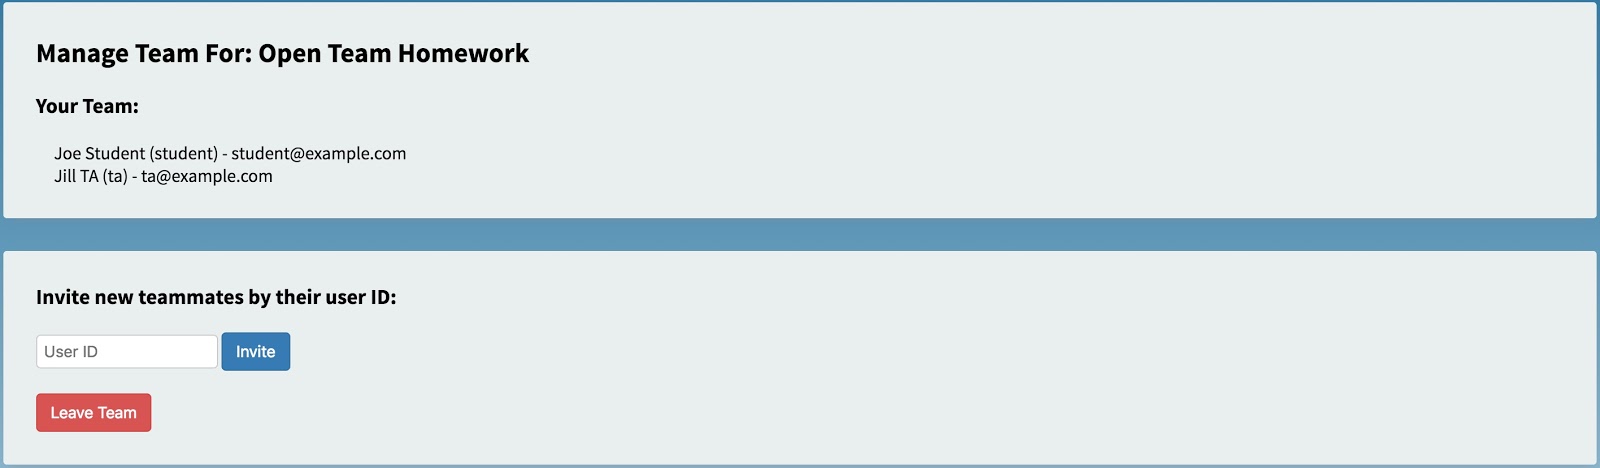 Manage Team For: Open Team Homework
Your Team:
Joe Student (student) - student@example.com
Jill TA (ta) - ta@example.com
Invite new teammates by their user ID:
User ID Invite
Leave Team